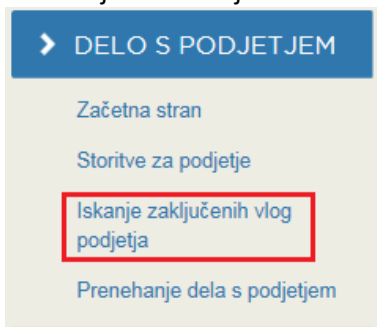 DELO S PODJETJEM
Začetna stran
Storitve za podjetje
Iskanje zaključenih vlog
podjetja
Prenehanje dela s podjetjem